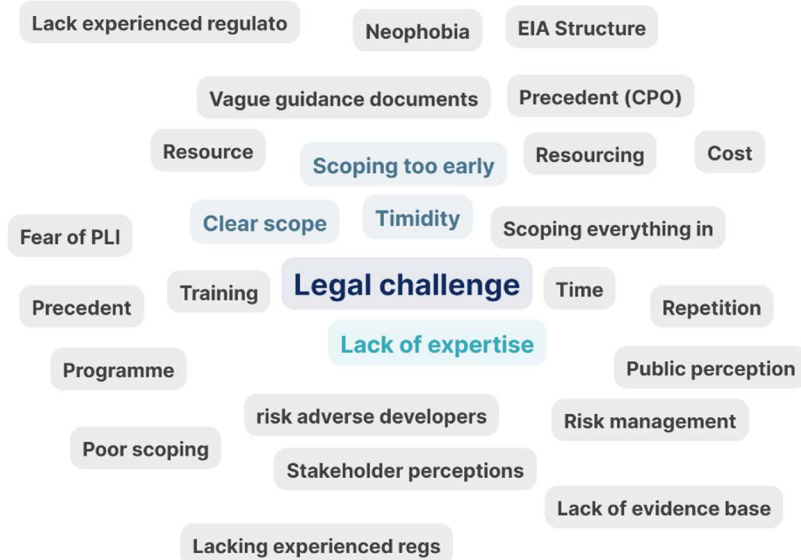 Lack experienced regulato
Neophobia
EIA Structure
Vague guidance documents
Precedent (CPO)
Resource
Scoping too early
Resourcing
Cost
Clear scope
Timidity
Scoping everything in
Fear of PLI
Legal challenge
Training
Time
Precedent
Repetition
Lack of expertise
Programme
Public perception
risk adverse developers
Risk management
Poor scoping
Stakeholder perceptions
Lack of evidence base
Lacking experienced regs